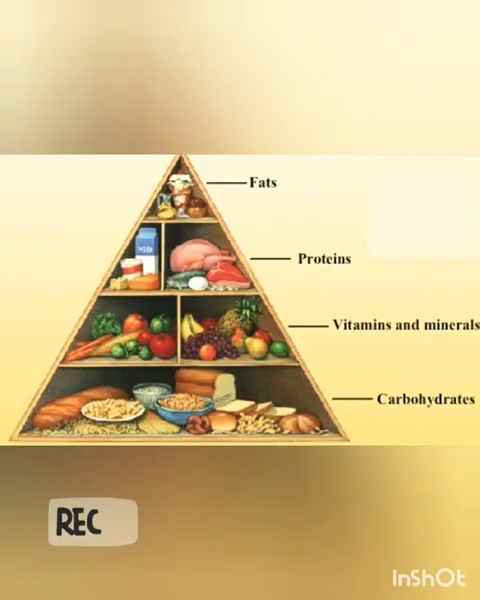 Fats
Proteins
Vitamins and minerals
Carbohydrates
REC
InShOt